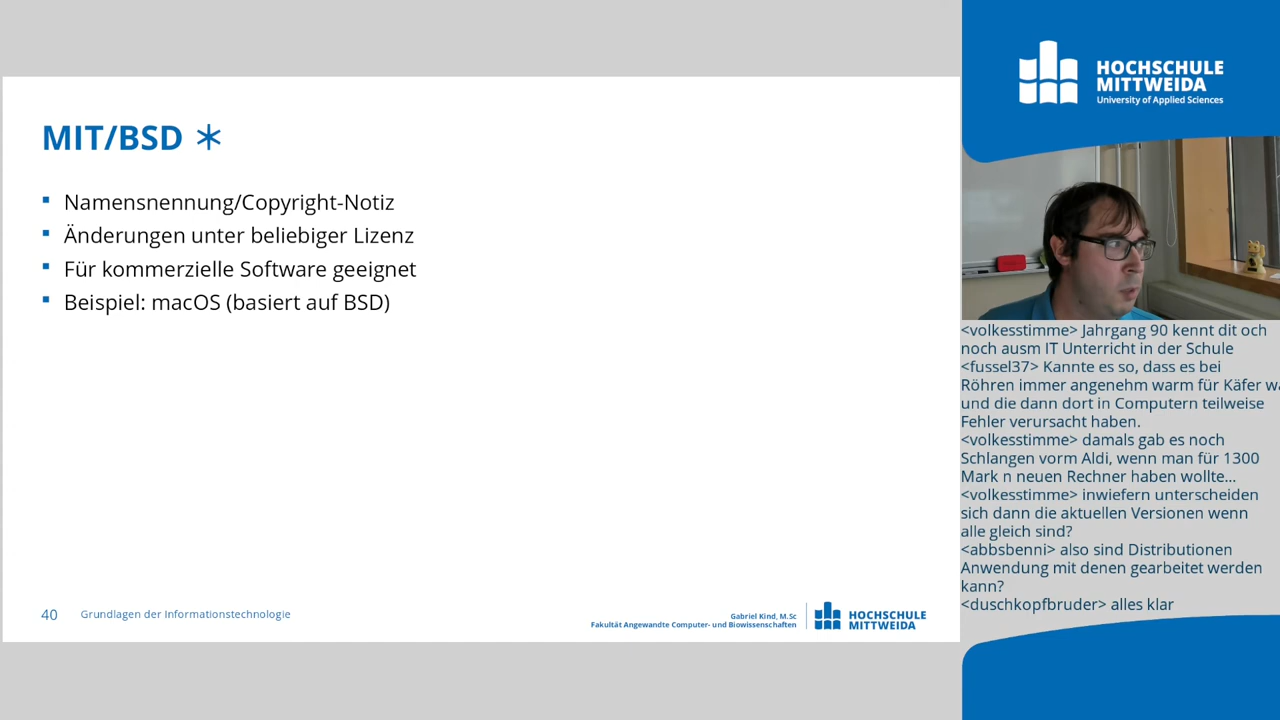 MIT/BSD *
Namensnennung/Copyright-Notiz
Änderungen unter beliebiger Lizenz
Für kommerzielle Software geeignet
Beispiel: macOS (basiert auf BSD)
40 Grundlagen der Informationstechnologie
Gabriel Kind, M.Sc
Fakultät Angewandte Computer- und Biowissenschaften
HOCHSCHULE
MITTWEIDA
HOCHSCHULE
MITTWEIDA
University of Applied Sciences
<volkesstimme> Jahrgang 90 kennt dit och
noch ausm IT Unterricht in der Schule
<fussel37> Kannte es so, dass es bei
Röhren immer angenehm warm für Käfer wa
und die dann dort in Computern teilweise
Fehler verursacht haben.
<volkesstimme> damals gab es noch
Schlangen vorm Aldi, wenn man für 1300
Mark n neuen Rechner haben wollte...
<volkesstimme> inwiefern unterscheiden
sich dann die aktuellen Versionen wenn
alle gleich sind?
<abbsbenni> also sind Distributionen
Anwendung mit denen gearbeitet werden
kann?
<duschkopfbruder> alles klar